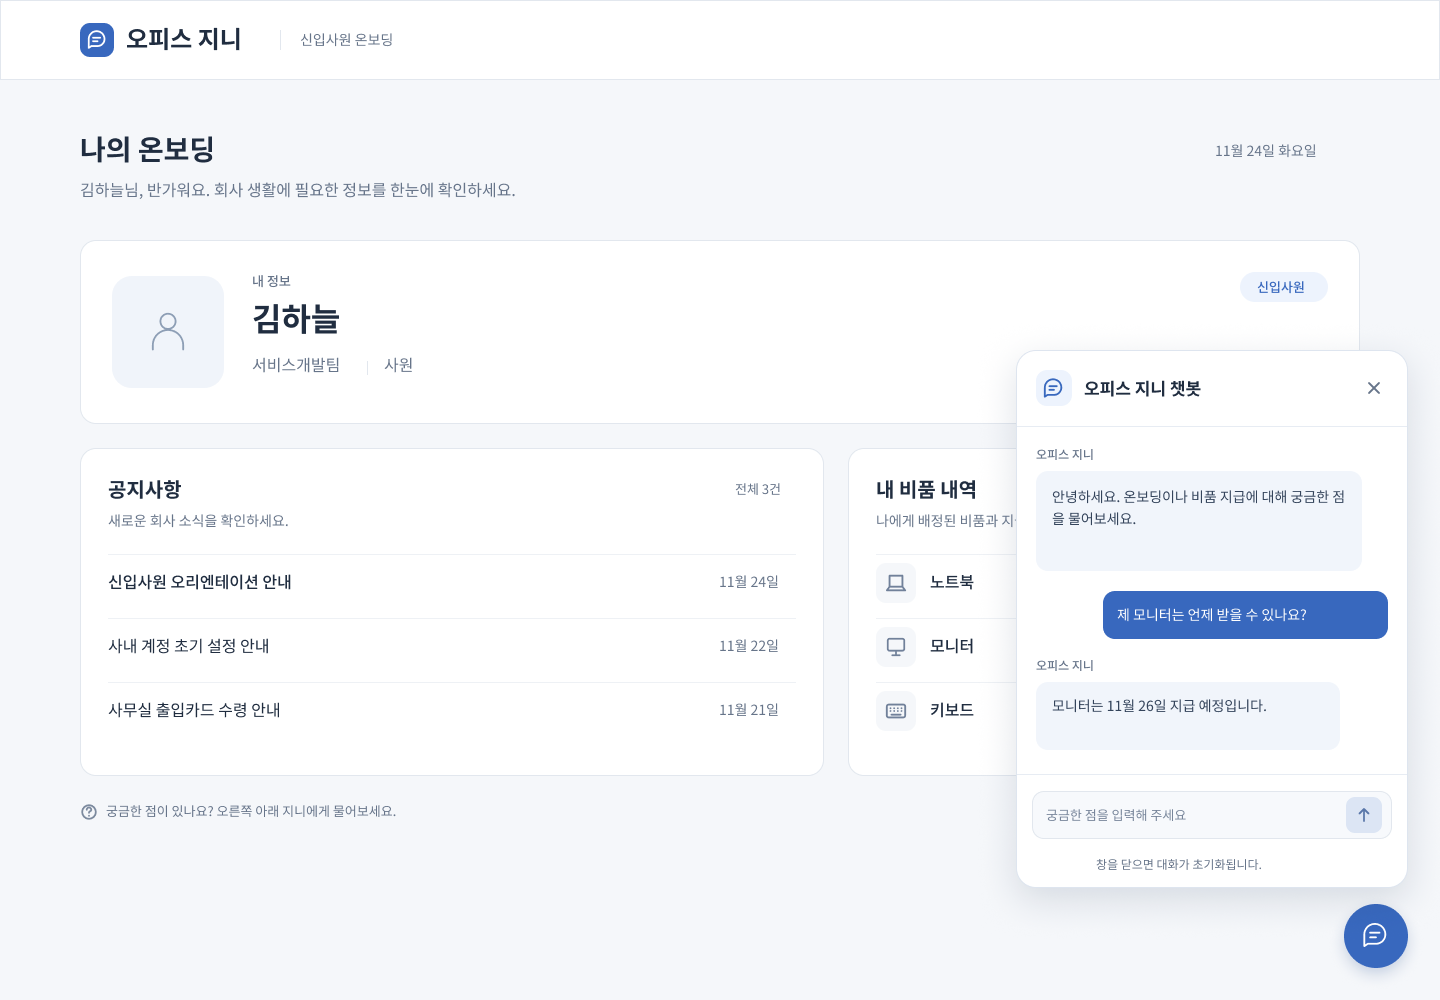 오피스 지니
신입사원 온보딩
나의 온보딩
11월 24일 화요일
김하늘님, 반가워요. 회사 생활에 필요한 정보를 한눈에 확인하세요.
내 정보
신입사원
김하늘
서비스개발팀
사원
공지사항
전체 3건
새로운 회사 소식을 확인하세요.
신입사원 오리엔테이션 안내
11월 24일
사내 계정 초기 설정 안내
11월 22일
사무실 출입카드 수령 안내
11월 21일
내 비품 내역
나에게 배정된 비품과
노트북
모니터
키보드
궁금한 점이 있나요? 오른쪽 아래 지니에게 물어보세요.
오피스 지니 챗봇
오피스 지니
안녕하세요. 온보딩이나 비품 지급에 대해 궁금한 점
을 물어보세요.
제 모니터는 언제 받을 수 있나요?
오피스 지니
모니터는 11월 26일 지급 예정입니다.
궁금한 점을 입력해 주세요
창을 닫으면 대화가 초기화됩니다.